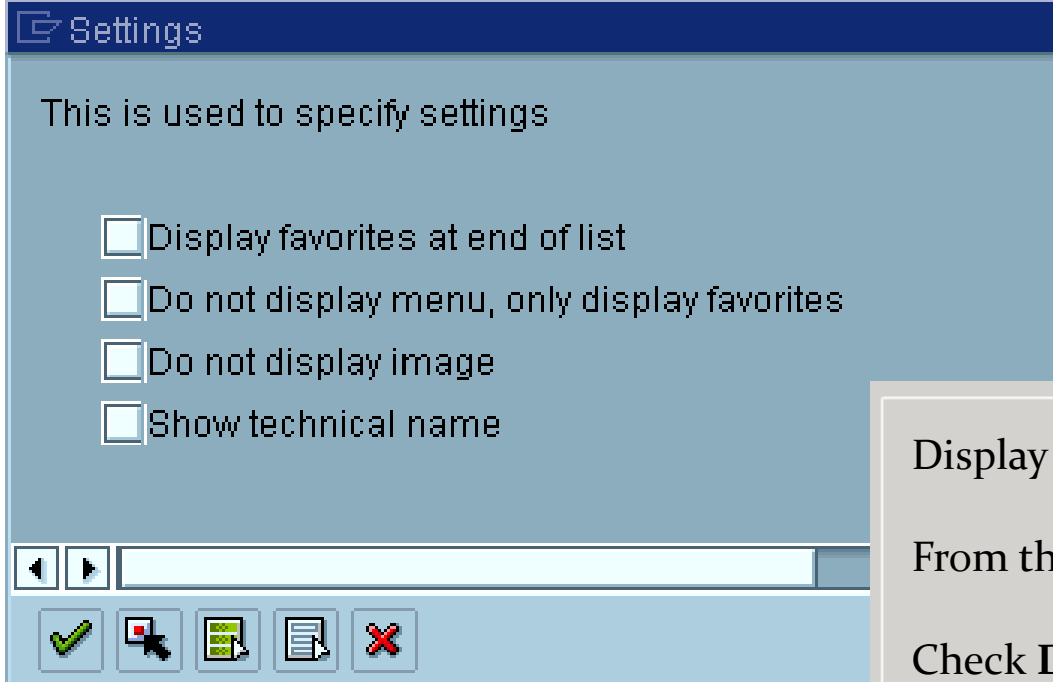 Settings
This is used to specify settings
Display favorites at end of list
Do not display menu, only display favorites
Do not display image
Show technical name
Display
From
Check